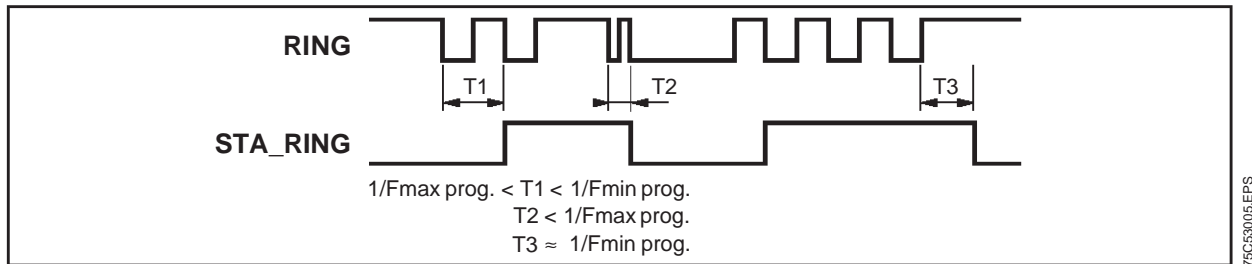 RING
T1
T2
T3
STA_RING
1/Fmax prog. < T1 < 1/Fmin prog.
T2 < 1/Fmax prog.
T3 ≈ 1/Fmin prog.
75C53005.EPS